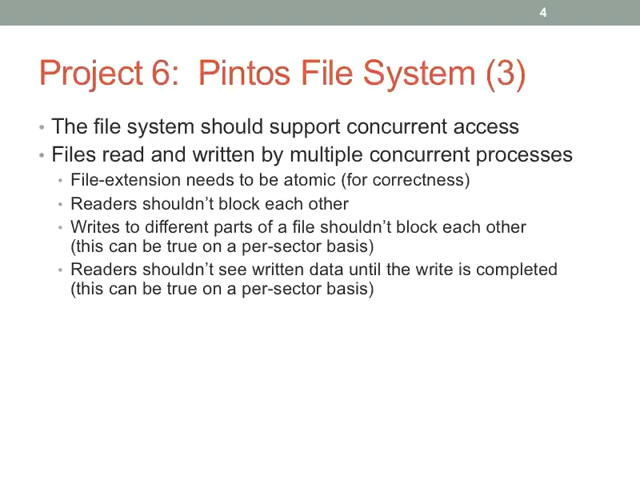 4
Project 6:  Pintos File System (3)
• The file system should support concurrent access
• Files read and written by multiple concurrent processes
• File-extension needs to be atomic (for correctness)
• Readers shouldn’t block each other
• Writes to different parts of a file shouldn’t block each other
(this can be true on a per-sector basis)
• Readers shouldn’t see written data until the write is completed
(this can be true on a per-sector basis)